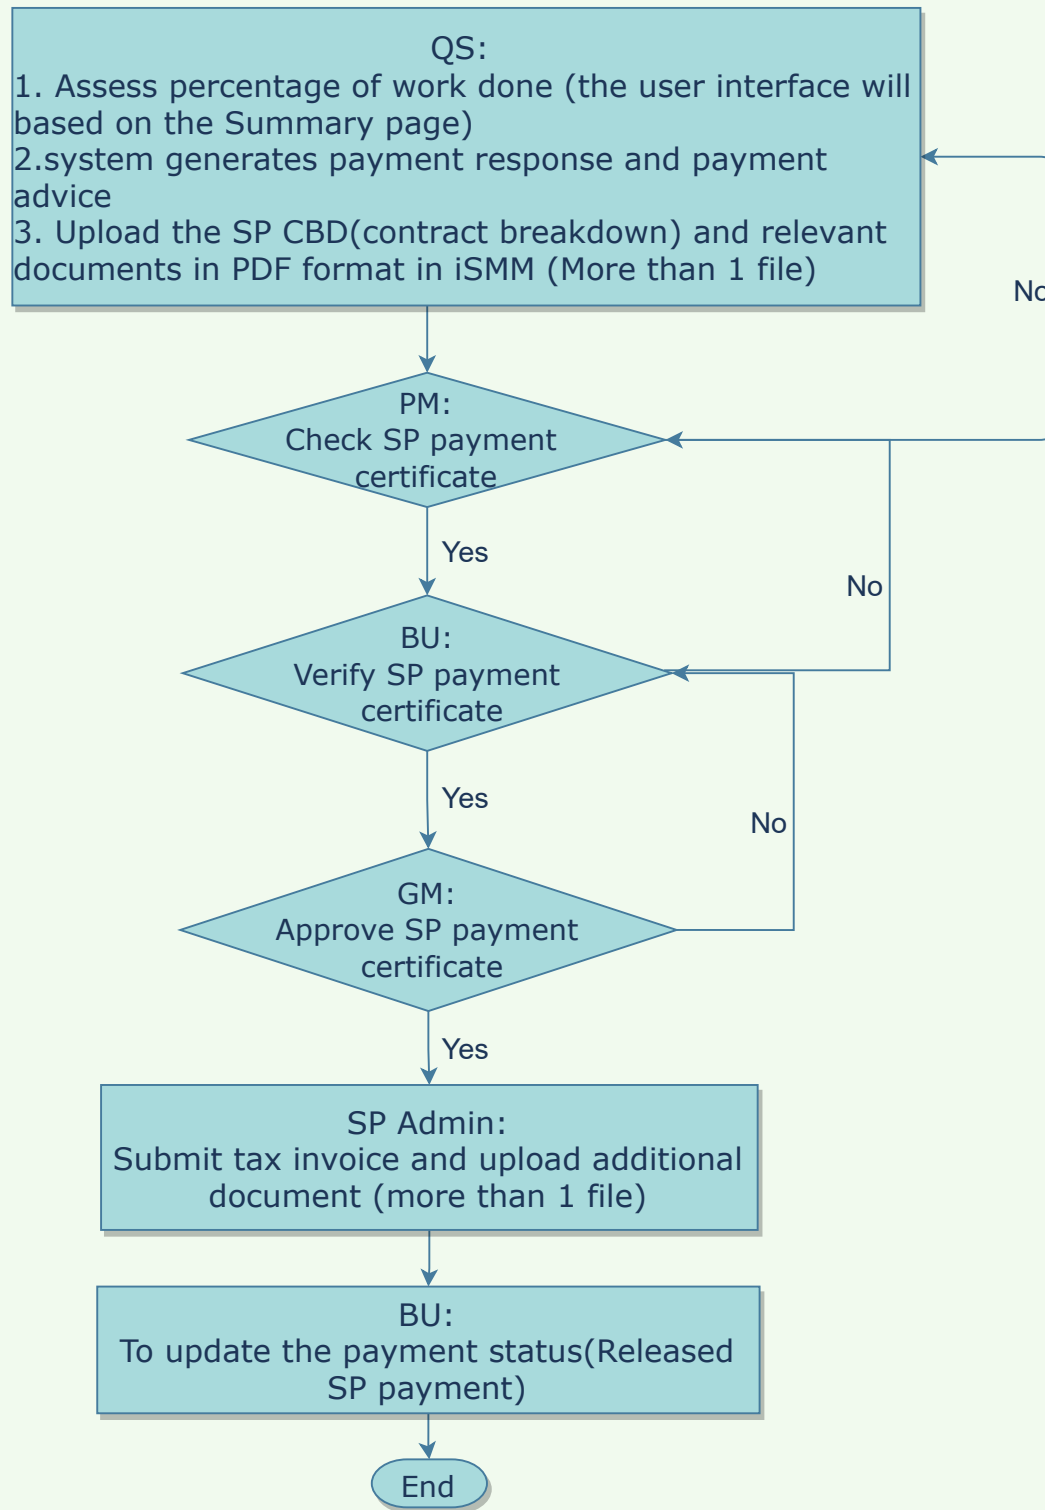 QS:
1. Assess percentage of work done (the user interface will
based on the Summary page)
2.system generates payment response and payment
advice
3. Upload the SP CBD(contract breakdown) and relevant
documents in PDF format in iSMM (More than 1 file)
No
PM:
Check SP payment
certificate
Yes
No
BU:
Verify SP payment
certificate
Yes
No
GM:
Approve SP payment
certificate
Yes
SP Admin:
Submit tax invoice and upload additional
document (more than 1 file)
BU:
To update the payment status(Released
SP payment)
End